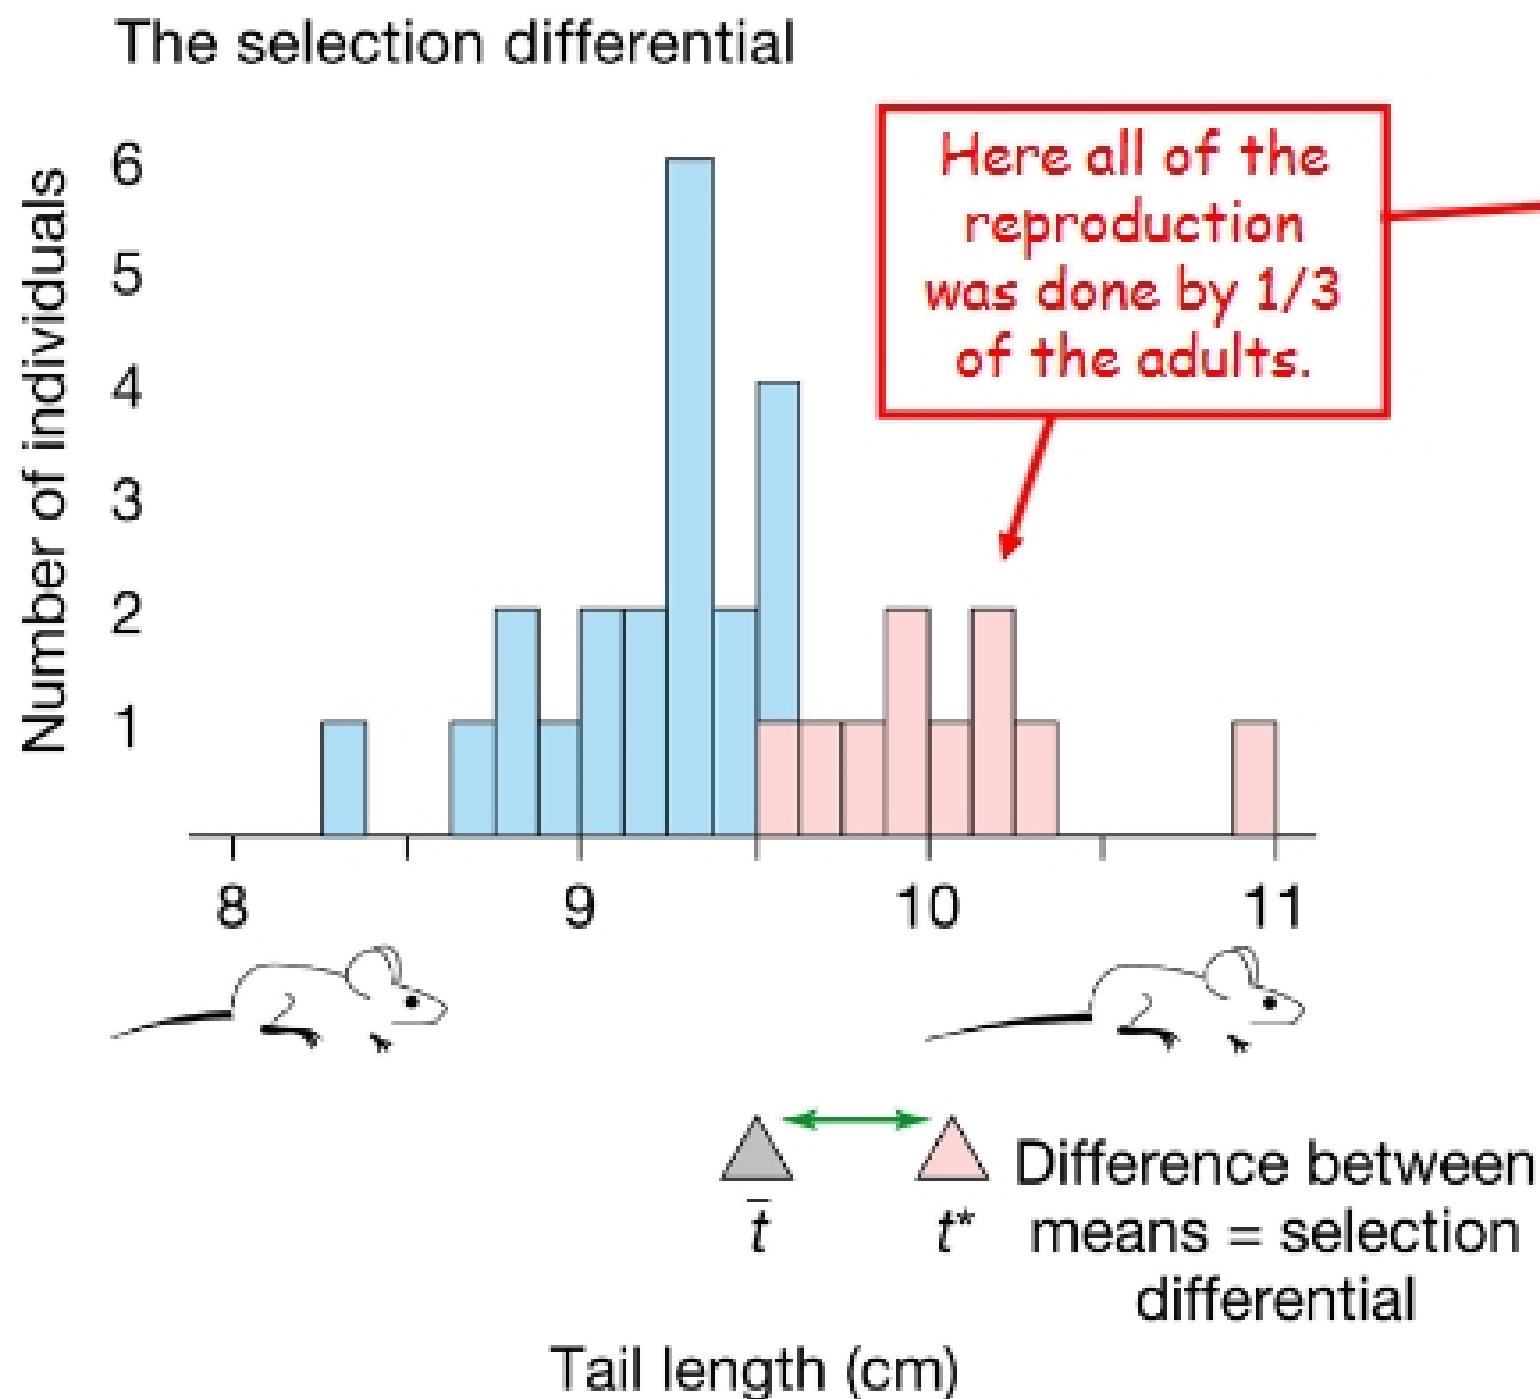 The selection differential
Here all of the
reproduction
was done by 1/3
of the adults.
Number of individuals
6
5
4
3
2
1
8 9 10 11
t̄ t*
Difference between
means = selection
differential
Tail length (cm)